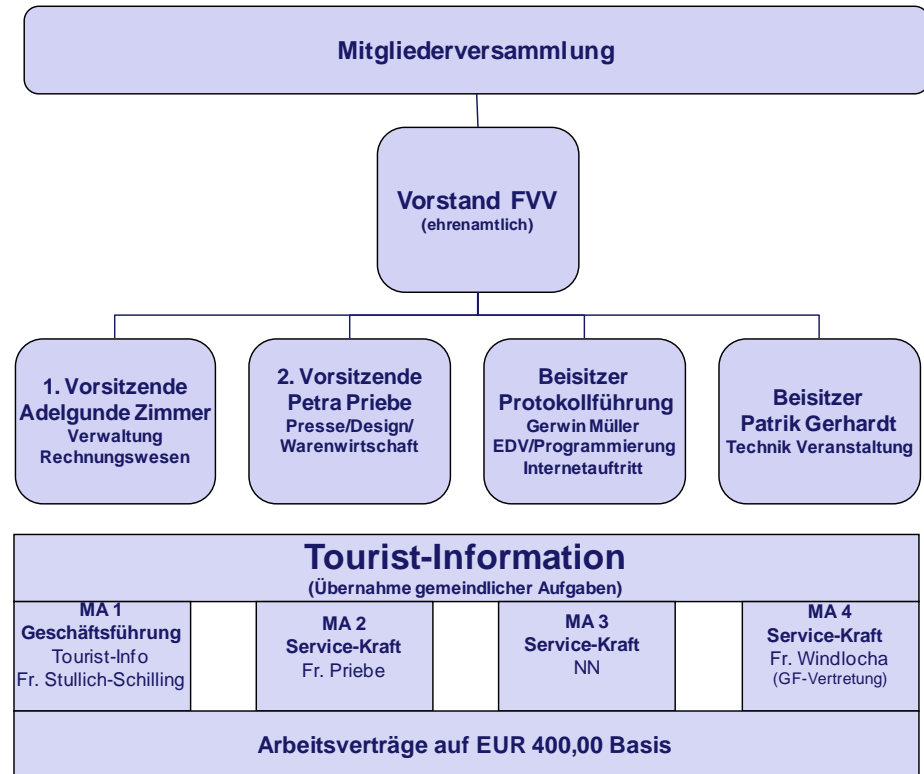 Mitgliederversammlung
Vorstand FVV
(ehrenamtlich)
1. Vorsitzende
Adelgunde Zimmer
Verwaltung
Rechnungswesen
2. Vorsitzende
Petra Priebe
Presse/Design/
Warenwirtschaft
Beisitzer
Protokollführung
Gerwin Müller
EDV/Programmierung
Internetauftritt
Beisitzer
Patrik Gerhardt
Technik Veranstaltung
Tourist-Information
(Übernahme gemeindlicher Aufgaben)
MA 1
Geschäftsführung
Tourist-Info
Fr. Stullich-Schilling
MA 2
Service-Kraft
Fr. Priebe
MA 3
Service-Kraft
NN
MA 4
Service-Kraft
Fr. Windlocha
(GF-Vertretung)
Arbeitsverträge auf EUR 400,00 Basis